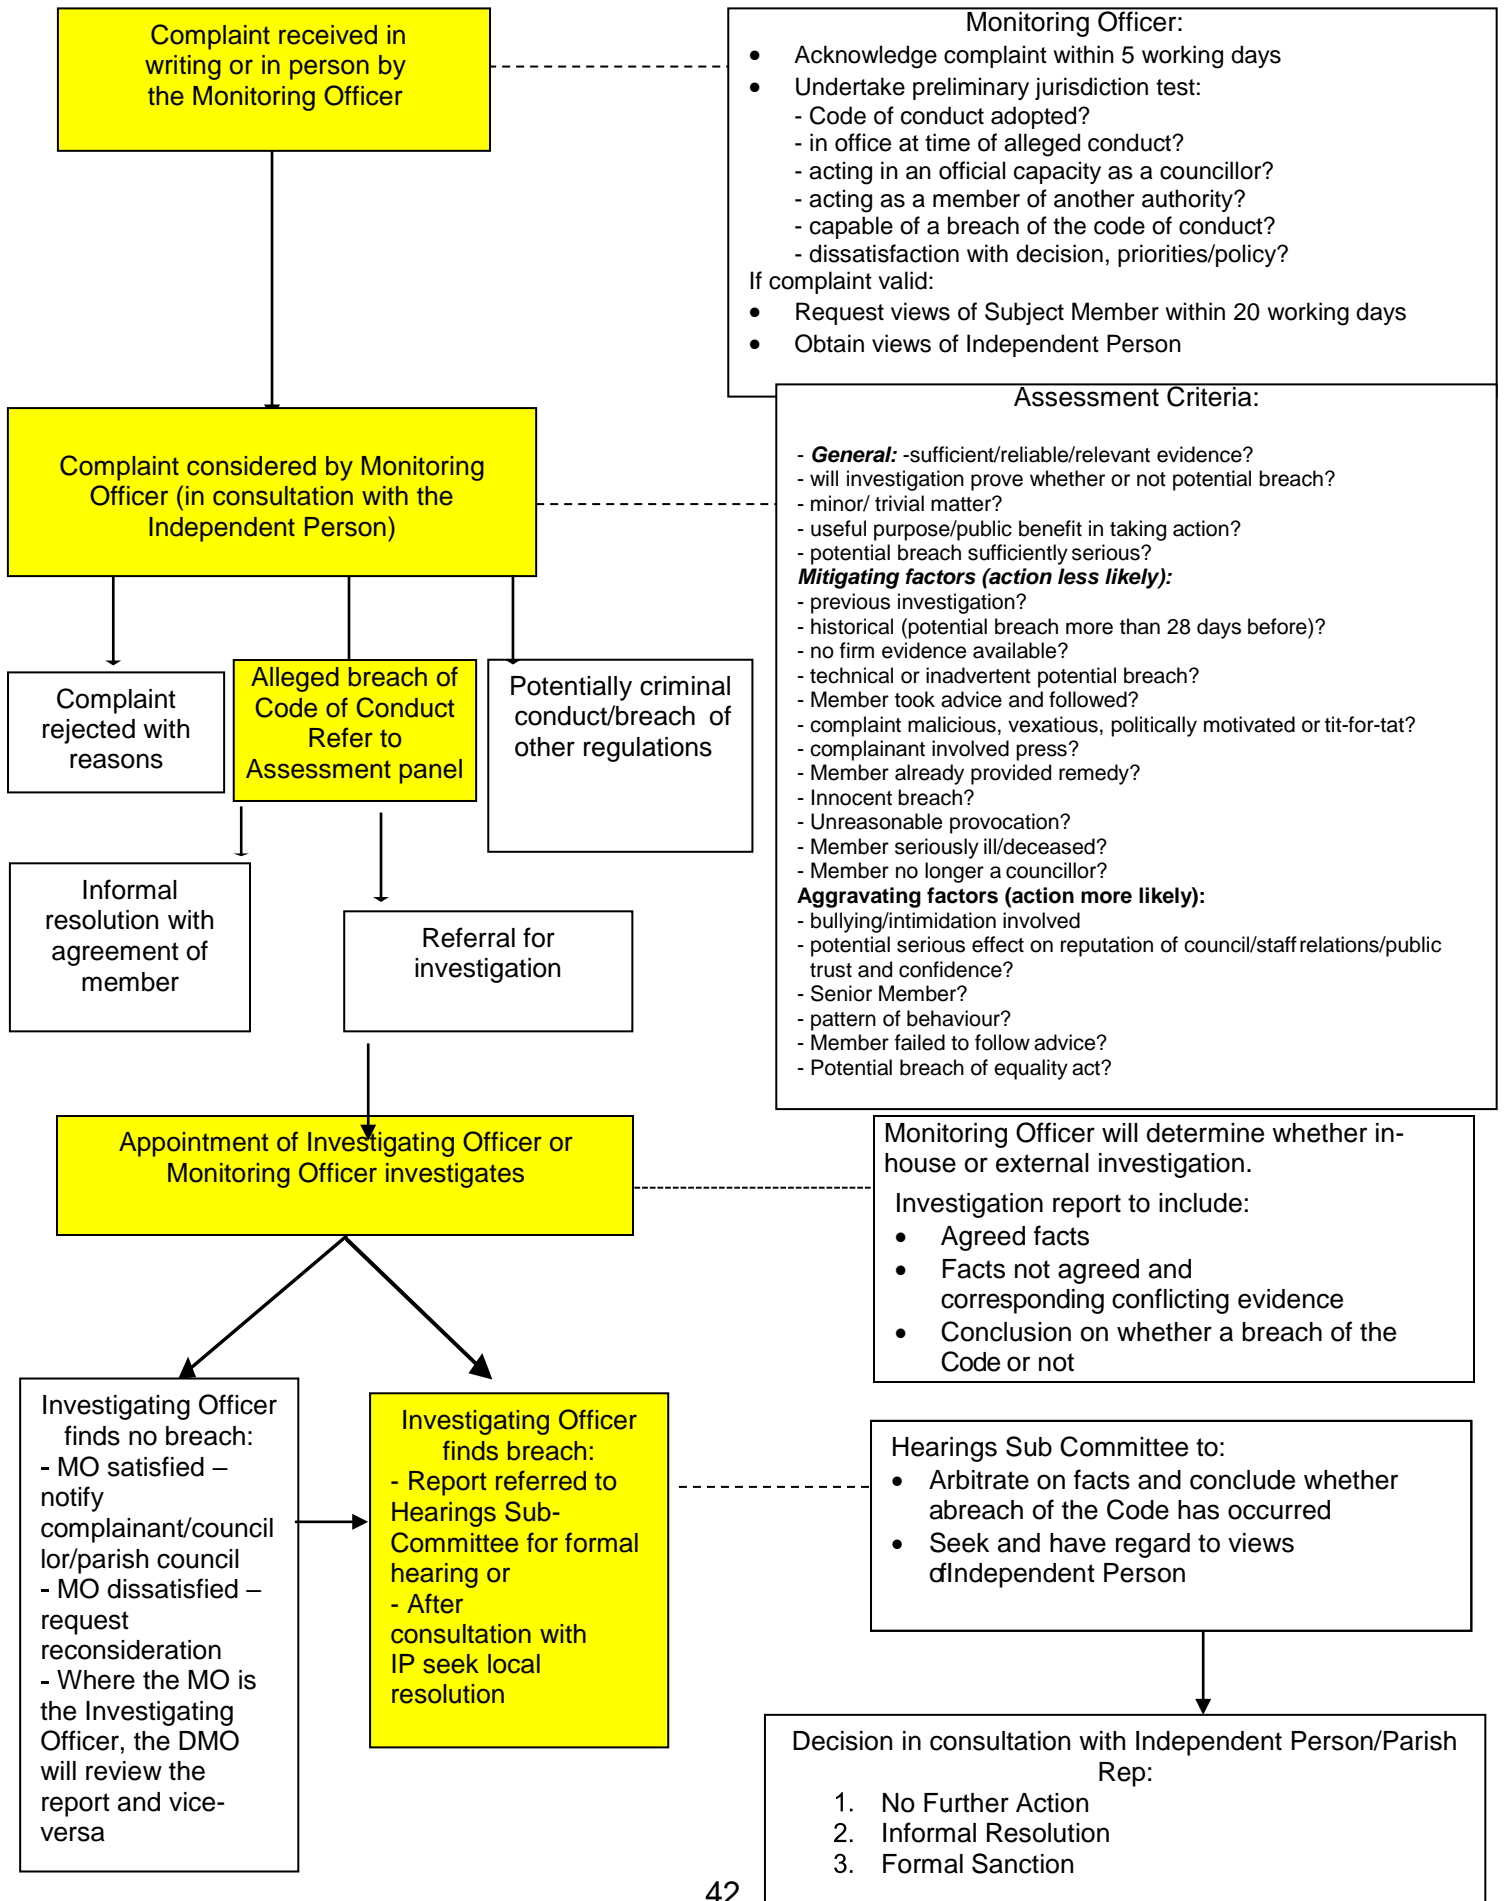 Complaint received in
writing or in person by
the Monitoring Officer
Monitoring Officer:
• Acknowledge complaint within 5 working days
• Undertake preliminary jurisdiction test:
- Code of conduct adopted?
- in office at time of alleged conduct?
- acting in an official capacity as a councillor?
- acting as a member of another authority?
- capable of a breach of the code of conduct?
- dissatisfaction with decision, priorities/policy?
If complaint valid:
• Request views of Subject Member within 20 working days
• Obtain views of Independent Person
Complaint considered by Monitoring
Officer (in consultation with the
Independent Person)
Assessment Criteria:
- General: -sufficient/reliable/relevant evidence?
- will investigation prove whether or not potential breach?
- minor/ trivial matter?
- useful purpose/public benefit in taking action?
- potential breach sufficiently serious?
Mitigating factors (action less likely):
- previous investigation?
- historical (potential breach more than 28 days before)?
- no firm evidence available?
- technical or inadvertent potential breach?
- Member took advice and followed?
- complaint malicious, vexatious, politically motivated or tit-for-tat?
- complainant involved press?
- Member already provided remedy?
- Innocent breach?
- Unreasonable provocation?
- Member seriously ill/deceased?
- Member no longer a councillor?
Aggravating factors (action more likely):
- bullying/intimidation involved
- potential serious effect on reputation of council/staff relations/public
trust and confidence?
- Senior Member?
- pattern of behaviour?
- Member failed to follow advice?
- Potential breach of equality act?
Complaint
rejected with
reasons
Alleged breach of
Code of Conduct
Refer to
Assessment panel
Potentially criminal
conduct/breach of
other regulations
Informal
resolution with
agreement of
member
Referral for
investigation
Appointment of Investigating Officer or
Monitoring Officer investigates
Monitoring Officer will determine whether in-
house or external investigation.
Investigation report to include:
• Agreed facts
• Facts not agreed and
corresponding conflicting evidence
• Conclusion on whether a breach of the
Code or not
Investigating Officer
finds no breach:
- MO satisfied –
notify
complainant/council
lor/parish council
- MO dissatisfied –
request
reconsideration
- Where the MO is
the Investigating
Officer, the DMO
will review the
report and vice-
versa
Investigating Officer
finds breach:
- Report referred to
Hearings Sub-
Committee for formal
hearing or
- After
consultation with
IP seek local
resolution
Hearings Sub Committee to:
• Arbitrate on facts and conclude whether
abreach of the Code has occurred
• Seek and have regard to views
ofIndependent Person
Decision in consultation with Independent Person/Parish
Rep:
1. No Further Action
2. Informal Resolution
3. Formal Sanction
42